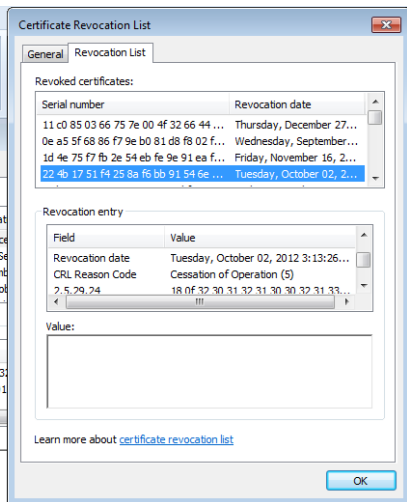 Certificate Revocation List
General Revocation List
Revoked certificates:
Serial number Revocation date
11 c0 85 03 66 75 7e 00 4f 32 66 44 ... Thursday, December 27...
0e a5 5f 68 86 f7 9e b0 81 d8 f8 02 f... Wednesday, September...
1d 4e 75 f7 fb 2e 54 eb fe 9e 91 ea f... Friday, November 16, 2...
22 4b 17 51 f4 25 8a f6 bb 91 54 6e ... Tuesday, October 02, 2...
Revocation entry
Field Value
Revocation date Tuesday, October 02, 2012 3:13:26...
CRL Reason Code Cessation of Operation (5)
2.5.29.24 18 0f 32 30 31 32 31 30 30 32 31 33...
Value:
Learn more about certificate revocation list
OK